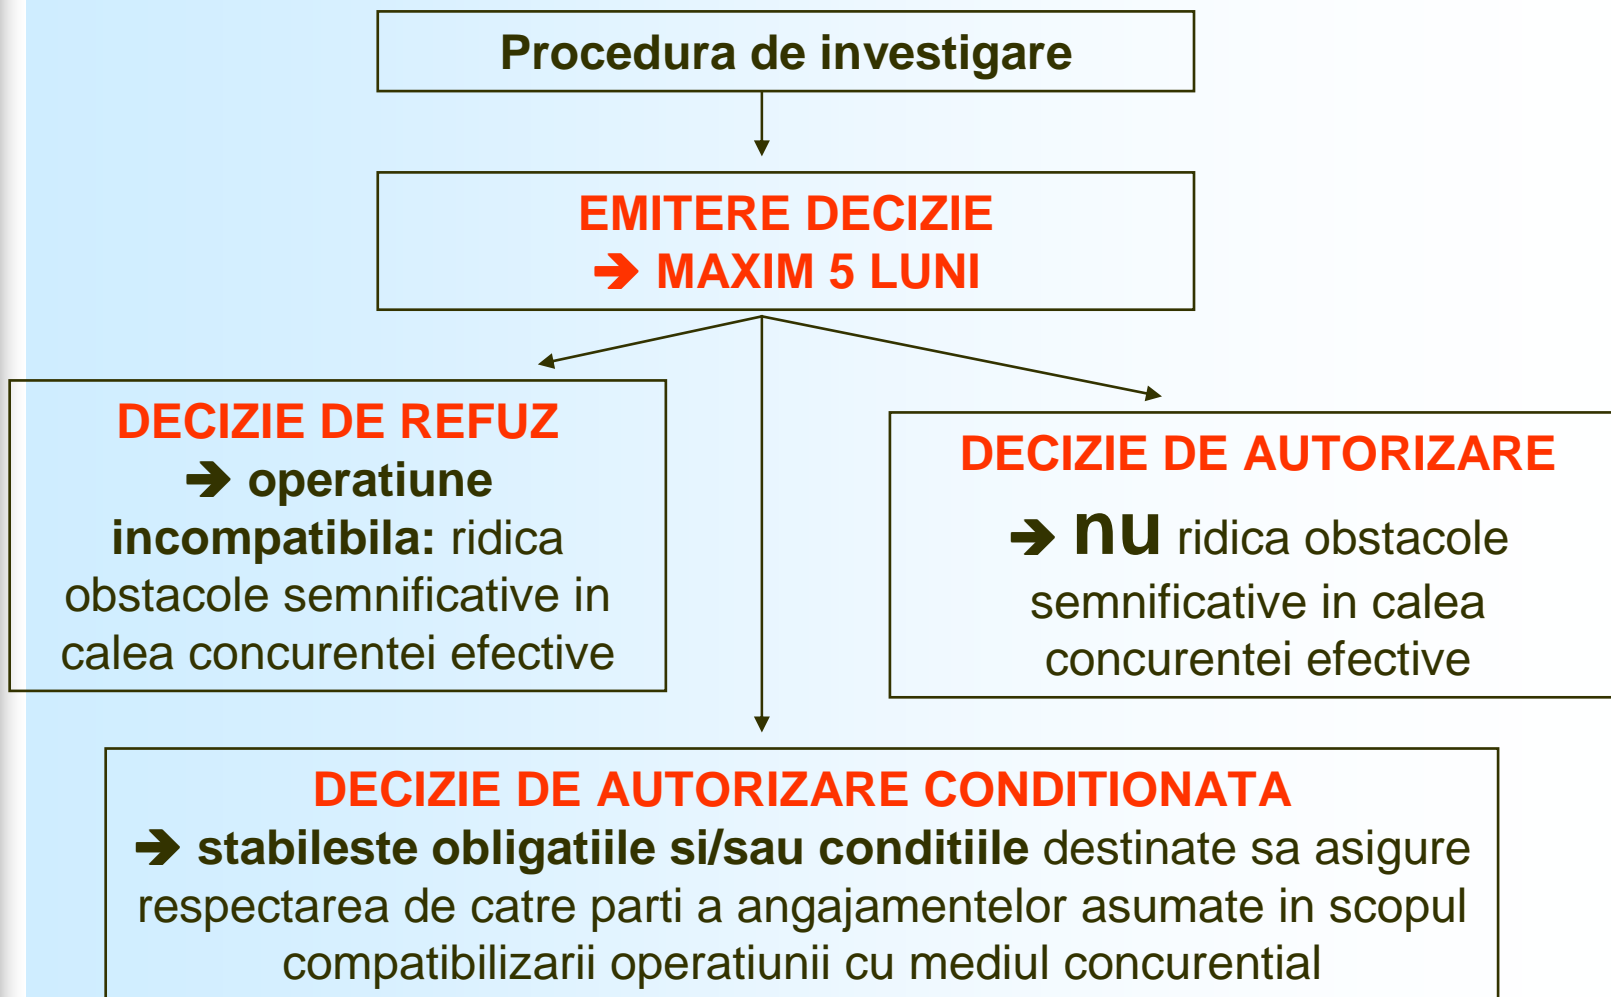 Procedura de investigare
EMITERE DECIZIE
➔ MAXIM 5 LUNI
DECIZIE DE REFUZ
➔ operatiune
incompatibila: ridica
obstacole semnificative in
calea concurentei efective
DECIZIE DE AUTORIZARE
➔ nu ridica obstacole
semnificative in calea
concurentei efective
DECIZIE DE AUTORIZARE CONDITIONATA
➔ stabileste obligatiile si/sau conditiile destinate sa asigure
respectarea de catre parti a angajamentelor asumate in scopul
compatibilizarii operatiunii cu mediul concurential